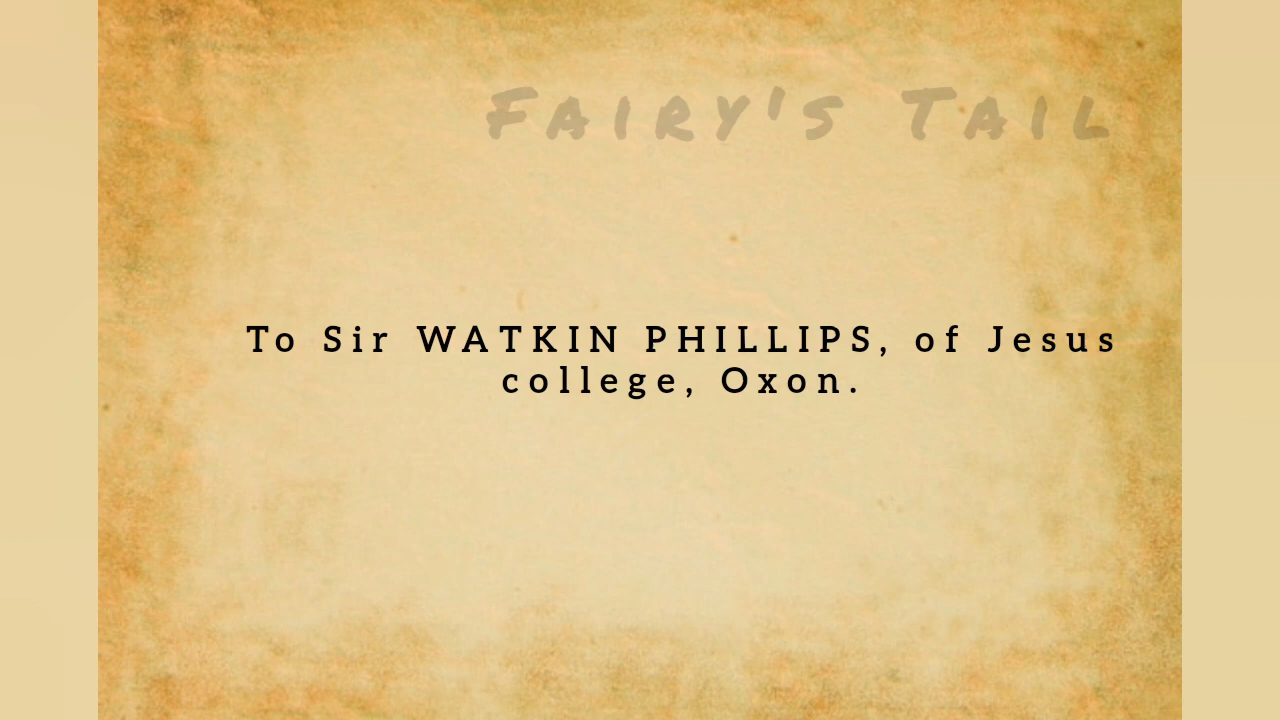 Fairy's Tail
To Sir WATKIN PHILLIPS, of Jesus
college, Oxon.